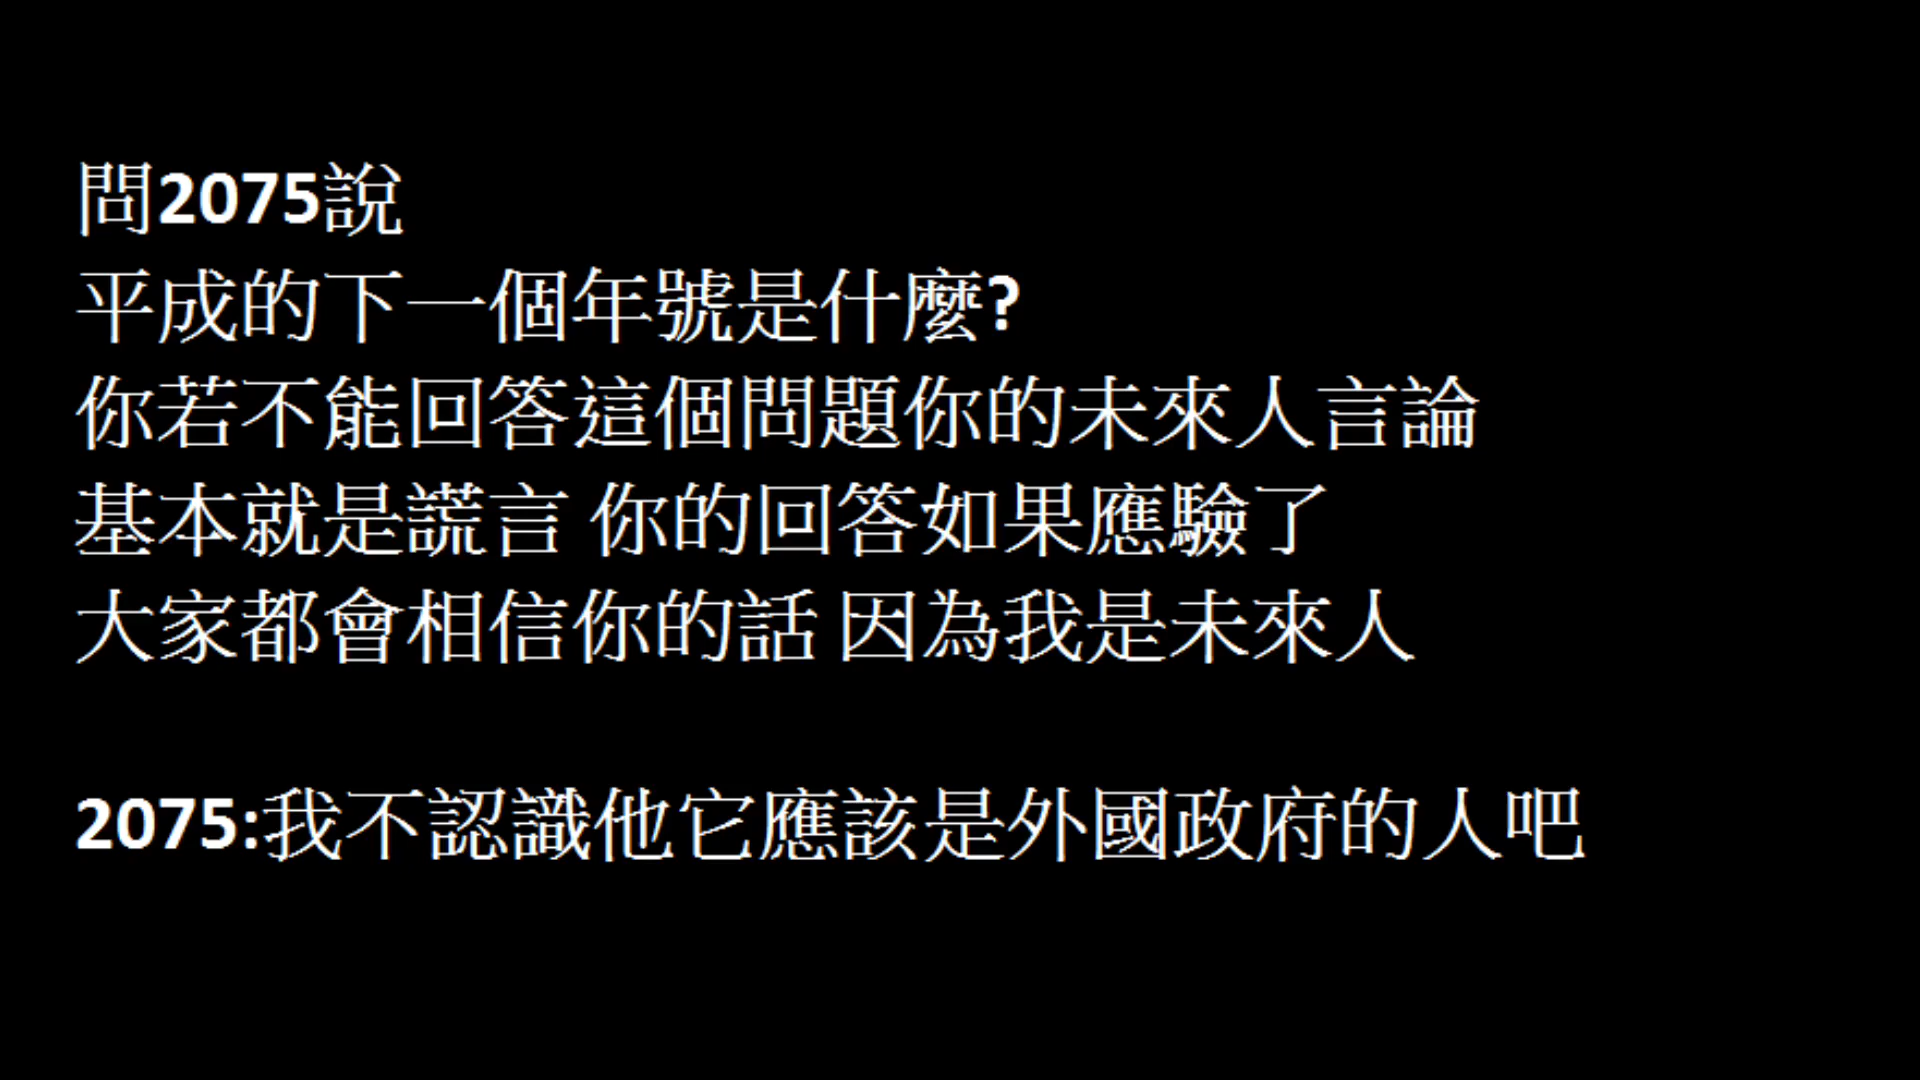 問2075說
平成的下一個年號是什麼?
你若不能回答這個問題你的未來人言論
基本就是謊言 你的回答如果應驗了
大家都會相信你的話 因為我是未來人
2075:我不認識他它應該是外國政府的人吧